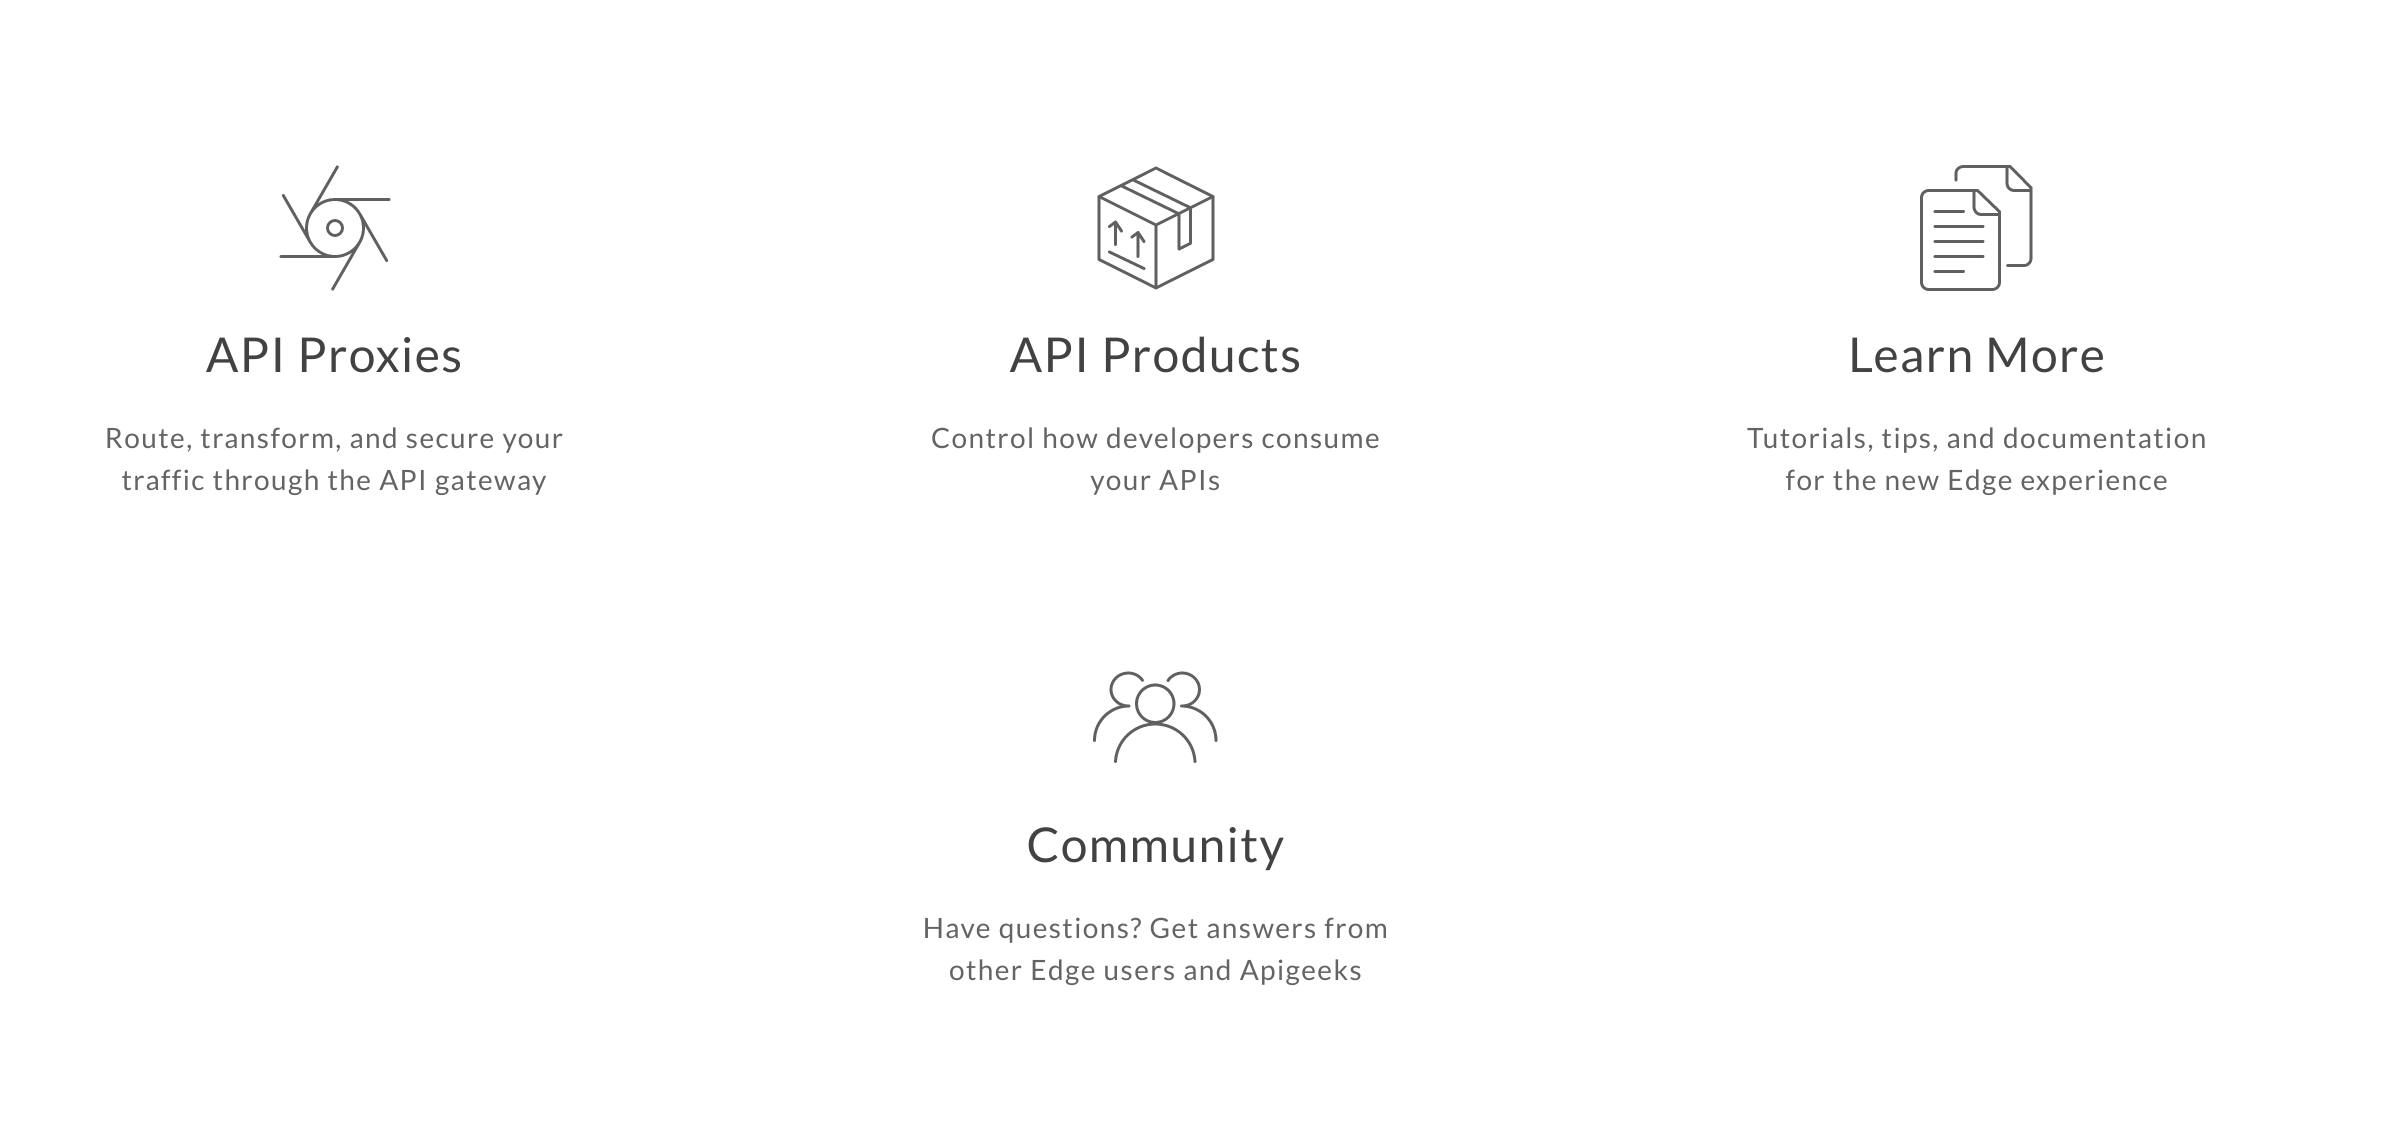 API Proxies
Route, transform, and secure your
traffic through the API gateway
API Products
Control how developers consume
your APIs
Learn More
Tutorials, tips, and documentation
for the new Edge experience
Community
Have questions? Get answers from
other Edge users and Apigeeks